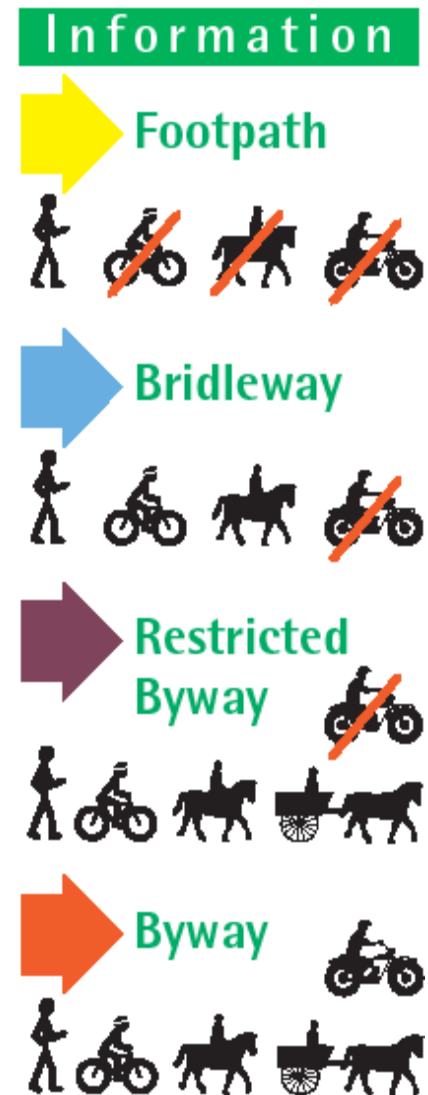 Information
Footpath
Bridleway
Restricted
Byway
Byway